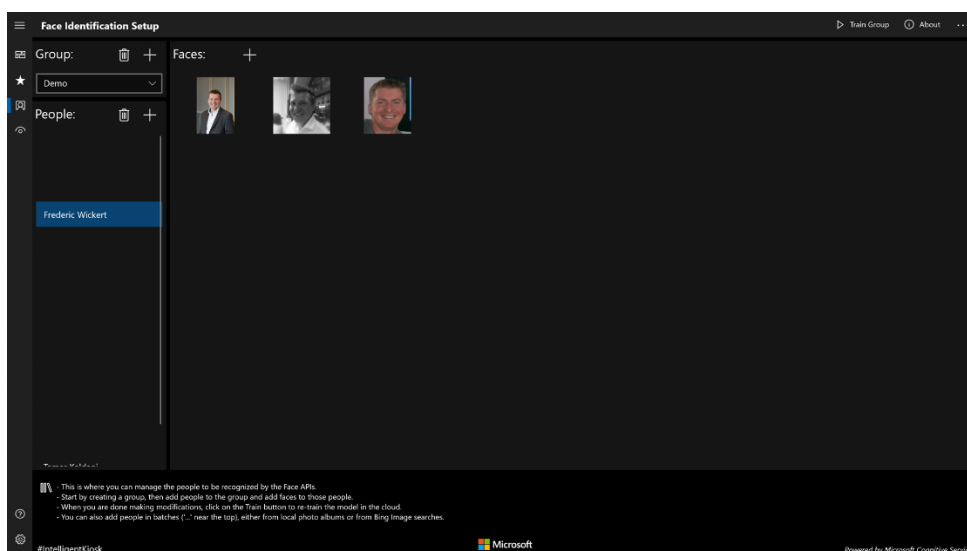 Face Identification Setup
Train Group
About
Group:
Faces:
Demo
People:
Frederic Wickert
- This is where you can manage the people to be recognized by the Face APIs.
- Start by creating a group, then add people to the group and add faces to those people.
- When you are done making modifications, click on the Train button to re-train the model in the cloud.
- You can also add people in batches ('...' near the top), either from local photo albums or from Bing Image searches.
#IntelligentKiosk
Microsoft
Powered by Microsoft Cognitive Servi